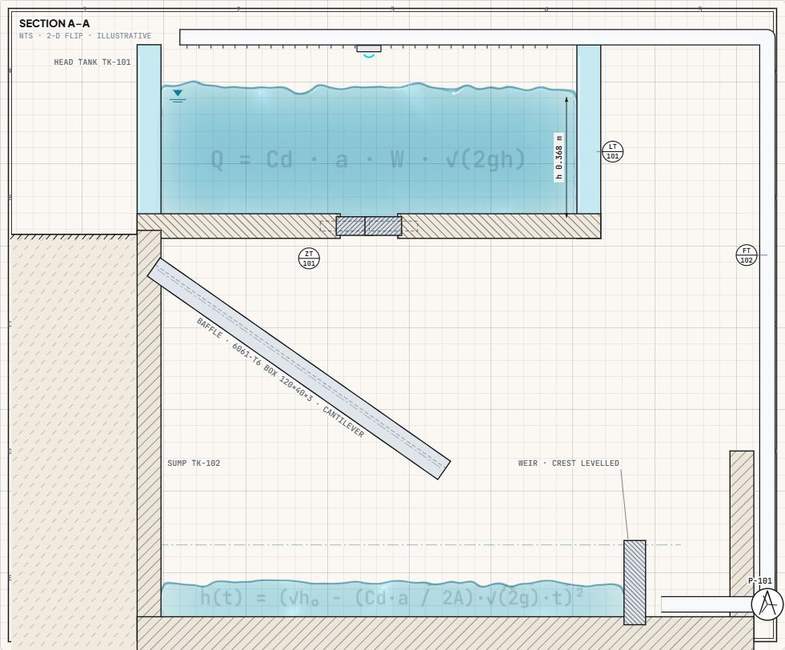 SECTION A–A
NTS · 2-D FLIP · ILLUSTRATIVE
HEAD TANK TK-101
Q = Cd · a · W · √(2gh)
h 0.368 m
LT
101
ZT
101
FT
102
BAFFLE · 6061-T6 BOX 120×40×3 · CANTILEVER
SUMP TK-102
WEIR · CREST LEVELLED
P-101
h(t) = (√h₀ - (Cd·a / 2A)·√(2g)·t)²